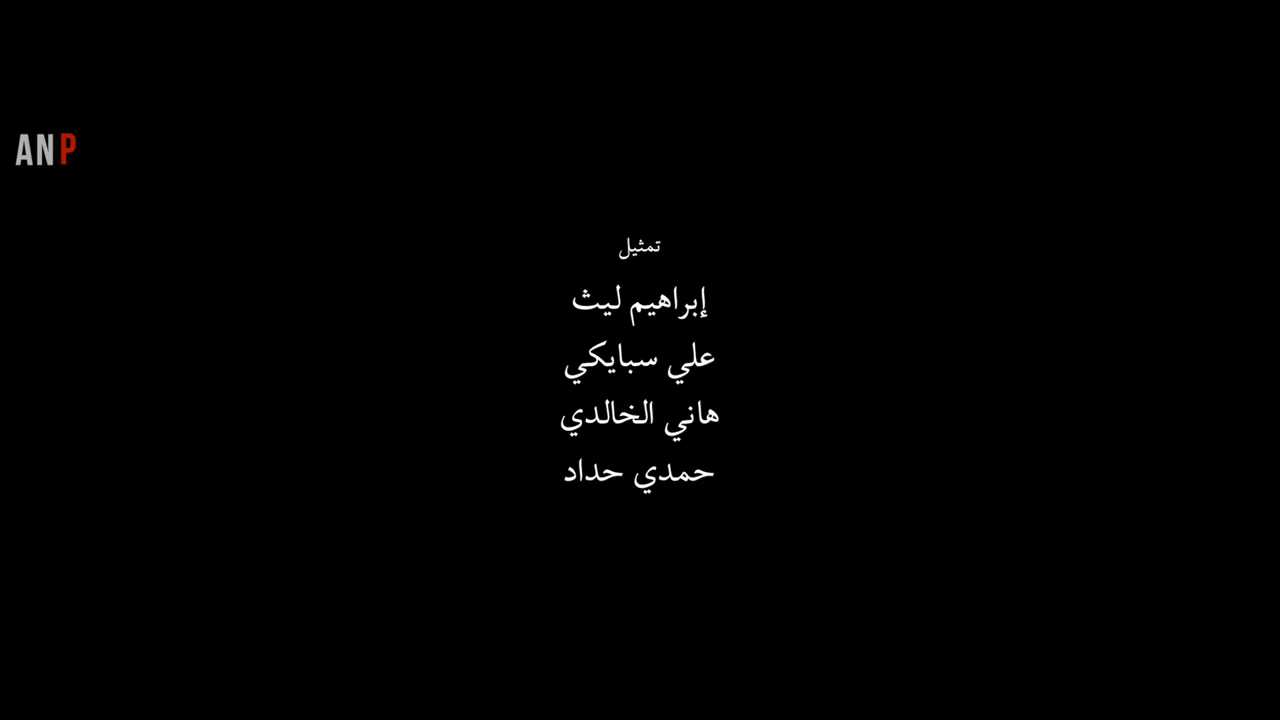 ANP
تمثيل
إبراهيم ليث
علي سبايكي
هاني الخالدي
حمدي حداد